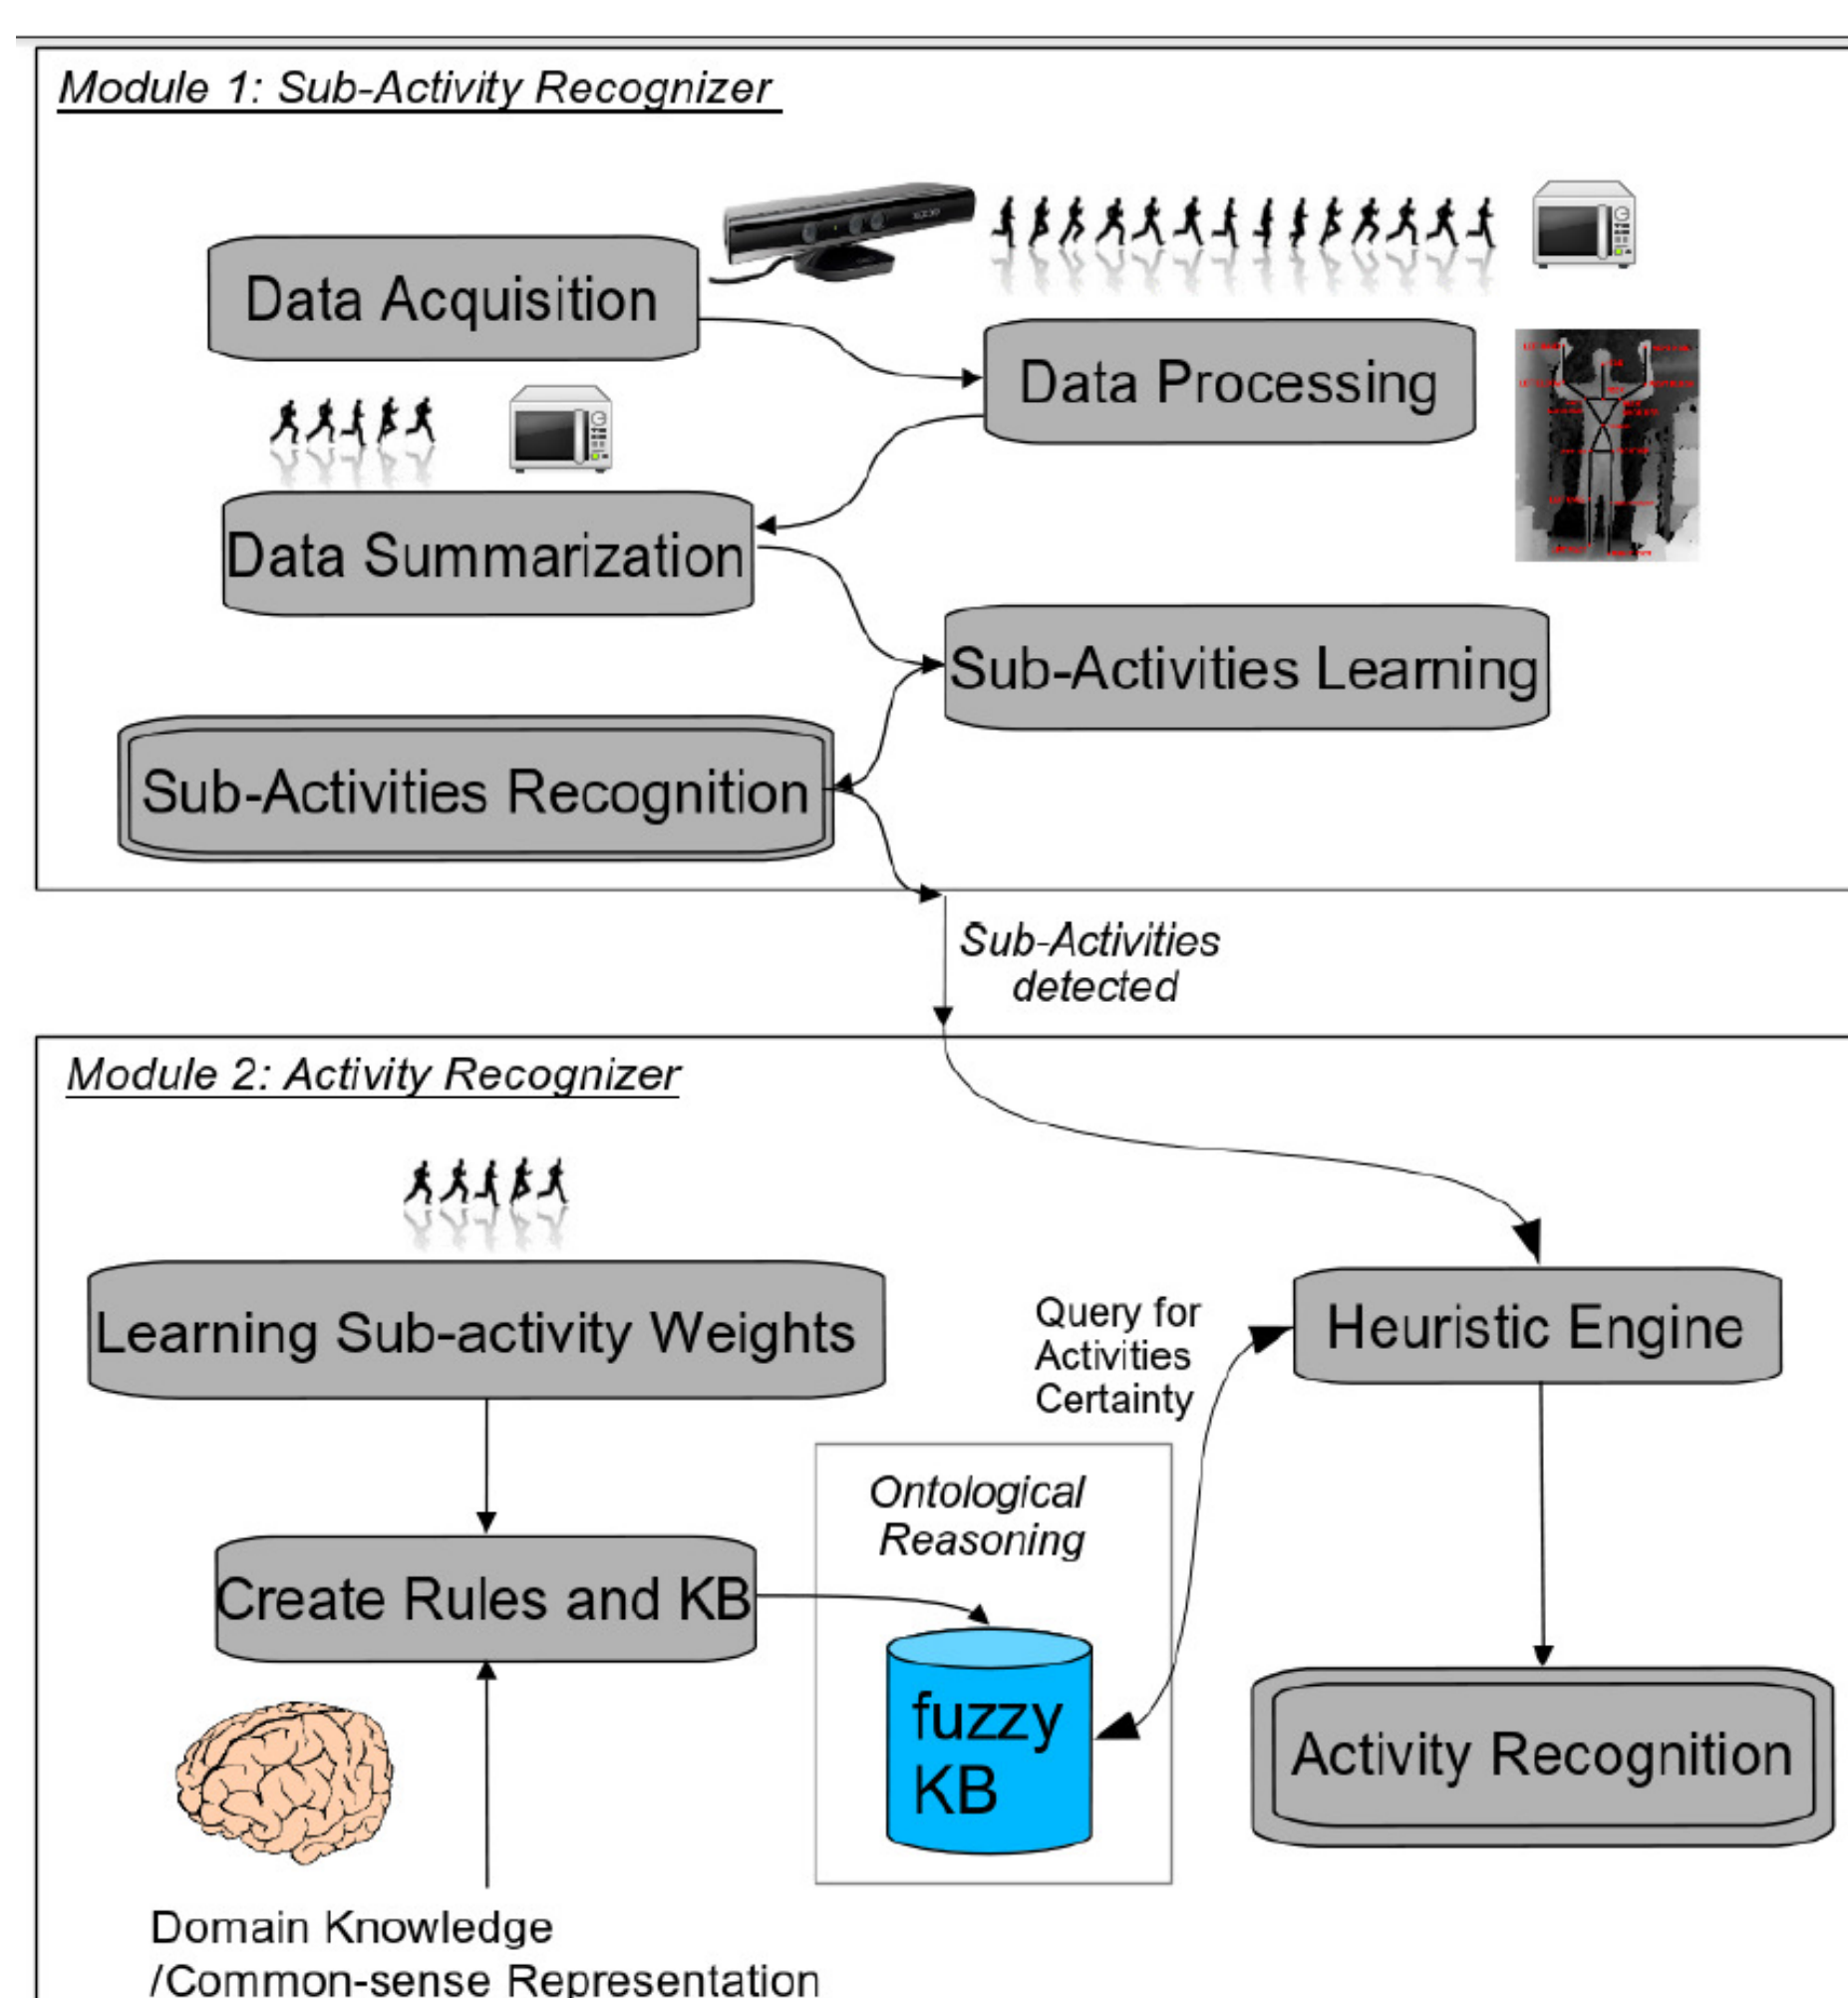 Module 1: Sub-Activity Recognizer
Data Acquisition
Data Processing
Data Summarization
Sub-Activities Learning
Sub-Activities Recognition
Sub-Activities
detected
Module 2: Activity Recognizer
Learning Sub-activity Weights
Query for
Activities
Certainty
Heuristic Engine
Ontological
Reasoning
Create Rules and KB
fuzzy
KB
Activity Recognition
Domain Knowledge
/Common-sense Representation